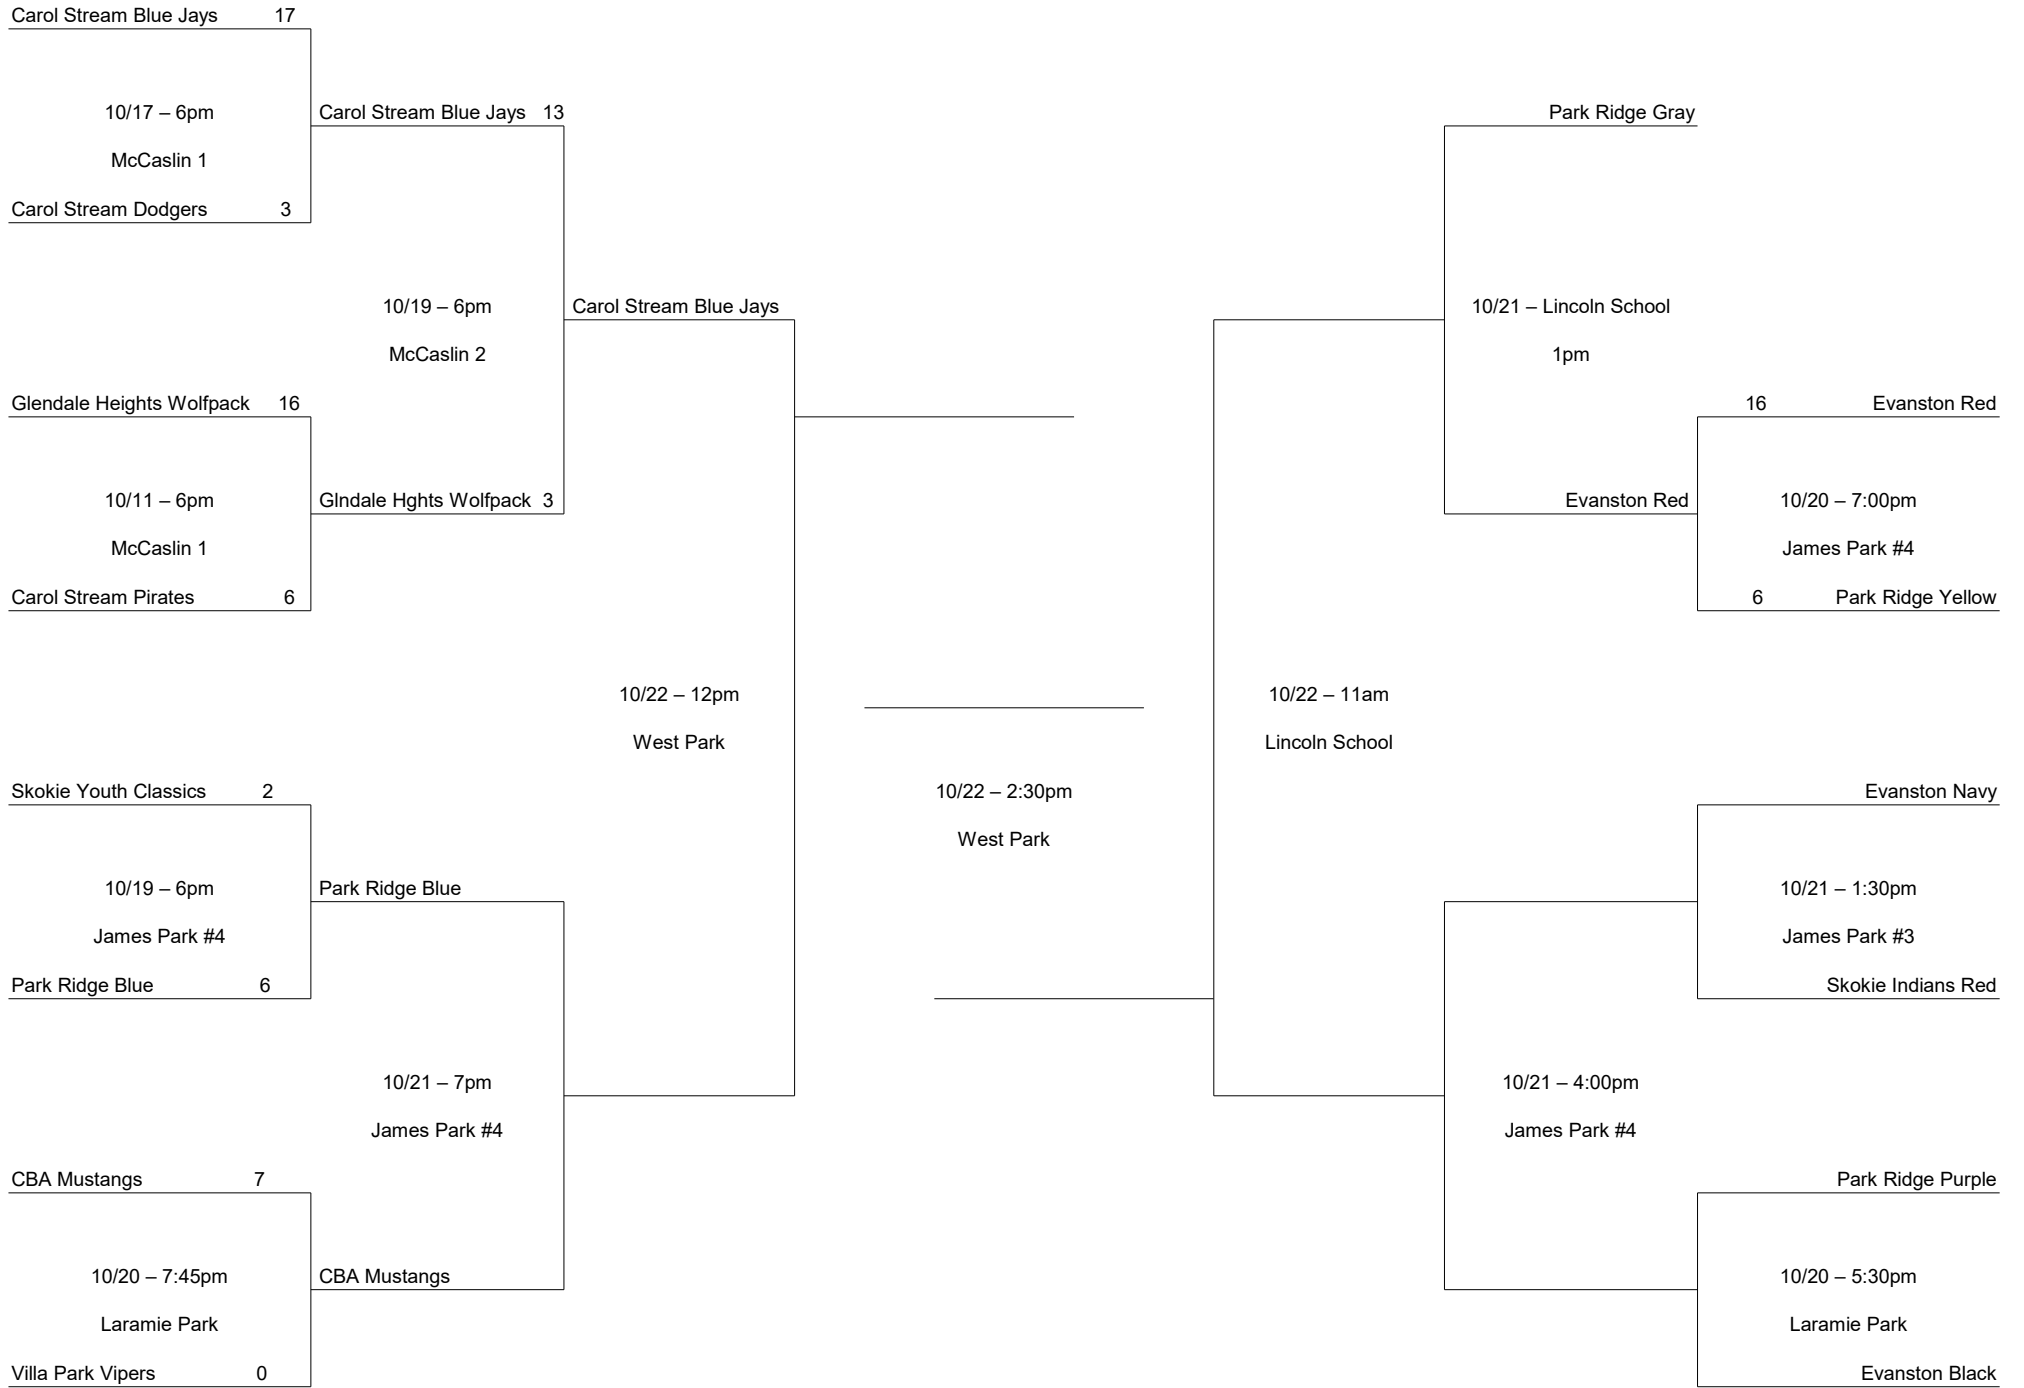 Carol Stream Blue Jays 17
10/17 – 6pm
Carol Stream Blue Jays 13
Park Ridge Gray
McCaslin 1
Carol Stream Dodgers 3
10/19 – 6pm
Carol Stream Blue Jays
10/21 – Lincoln School
McCaslin 2
1pm
Glendale Heights Wolfpack 16
16 Evanston Red
10/11 – 6pm
Glndale Hghts Wolfpack 3
Evanston Red
10/20 – 7:00pm
McCaslin 1
James Park #4
Carol Stream Pirates 6
6 Park Ridge Yellow
10/22 – 12pm
10/22 – 11am
West Park
Lincoln School
Skokie Youth Classics 2
10/22 – 2:30pm
Evanston Navy
West Park
10/19 – 6pm
Park Ridge Blue
10/21 – 1:30pm
James Park #4
James Park #3
Park Ridge Blue 6
Skokie Indians Red
10/21 – 7pm
10/21 – 4:00pm
James Park #4
James Park #4
CBA Mustangs 7
Park Ridge Purple
10/20 – 7:45pm
CBA Mustangs
10/20 – 5:30pm
Laramie Park
Laramie Park
Villa Park Vipers 0
Evanston Black